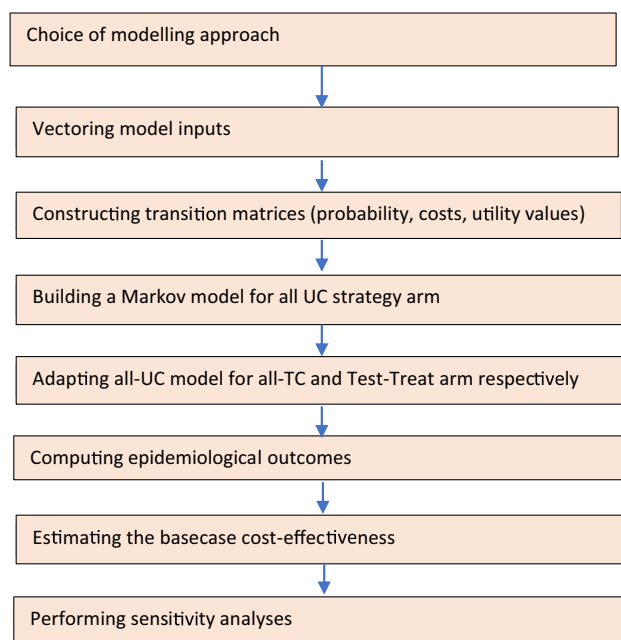 Choice of modelling approach
Vectoring model inputs
Constructing transition matrices (probability, costs, utility values)
Building a Markov model for all UC strategy arm
Adapting all-UC model for all-TC and Test-Treat arm respectively
Computing epidemiological outcomes
Estimating the basecase cost-effectiveness
Performing sensitivity analyses